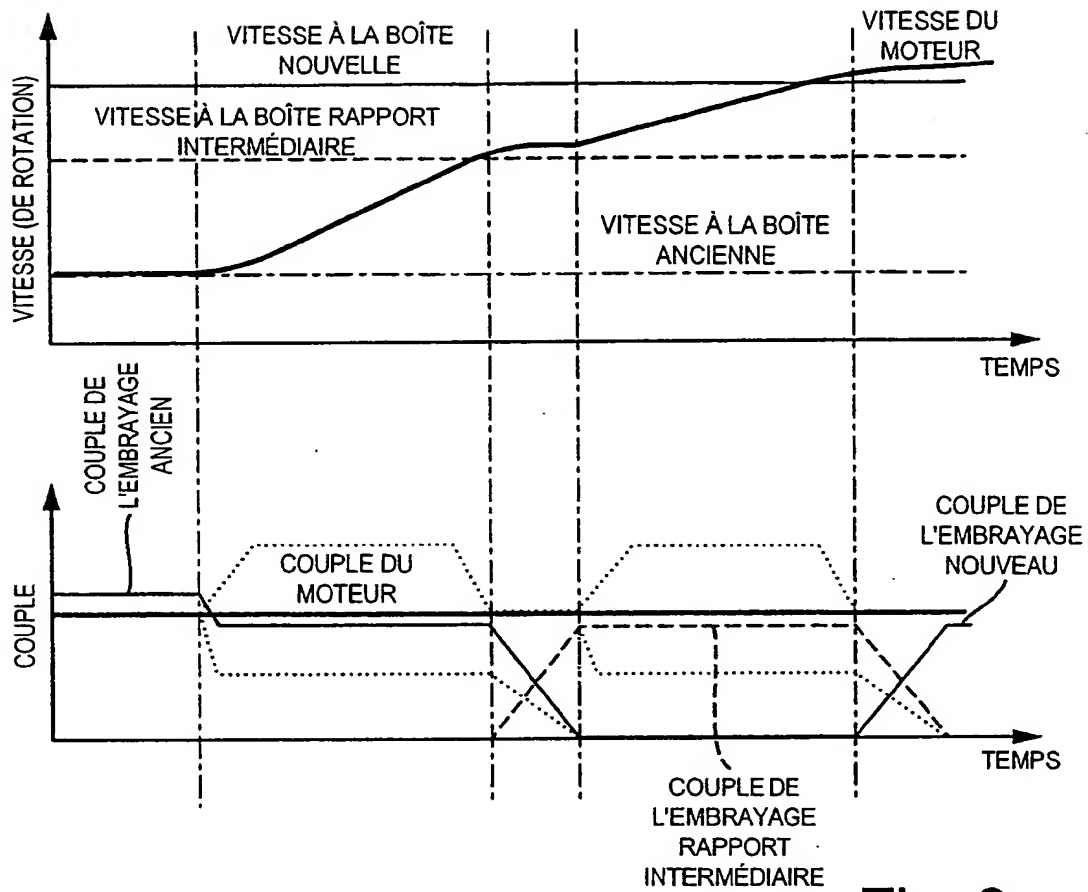 VITESSE À LA BOÎTE
NOUVELLE
VITESSE DU
MOTEUR
VITESSE À LA BOÎTE RAPPORT
INTERMÉDIAIRE
VITESSE (DE ROTATION)
VITESSE À LA BOÎTE
ANCIENNE
TEMPS
COUPLE DE
L'EMBRAYAGE
ANCIEN
COUPLE DU
MOTEUR
COUPLE DE
L'EMBRAYAGE
NOUVEAU
COUPLE
TEMPS
COUPLE DE
L'EMBRAYAGE
RAPPORT
INTERMÉDIAIRE